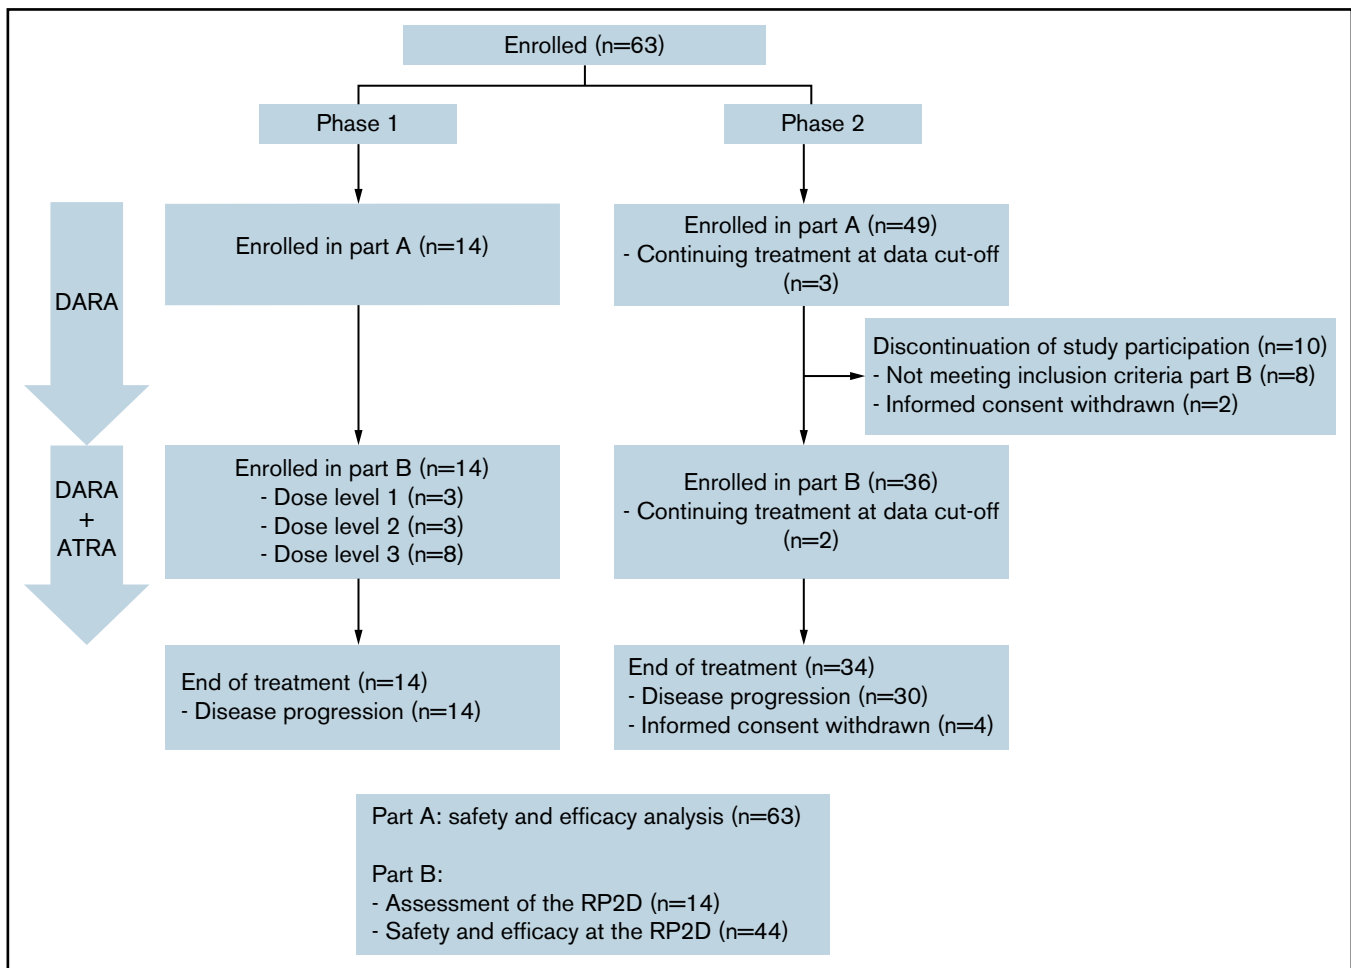 Enrolled (n=63)
Phase 1
Phase 2
DARA
Enrolled in part A (n=14)
Enrolled in part A (n=49)
- Continuing treatment at data cut-off
(n=3)
Discontinuation of study participation (n=10)
- Not meeting inclusion criteria part B (n=8)
- Informed consent withdrawn (n=2)
DARA
+
ATRA
Enrolled in part B (n=14)
- Dose level 1 (n=3)
- Dose level 2 (n=3)
- Dose level 3 (n=8)
Enrolled in part B (n=36)
- Continuing treatment at data cut-off
(n=2)
End of treatment (n=14)
- Disease progression (n=14)
End of treatment (n=34)
- Disease progression (n=30)
- Informed consent withdrawn (n=4)
Part A: safety and efficacy analysis (n=63)
Part B:
- Assessment of the RP2D (n=14)
- Safety and efficacy at the RP2D (n=44)